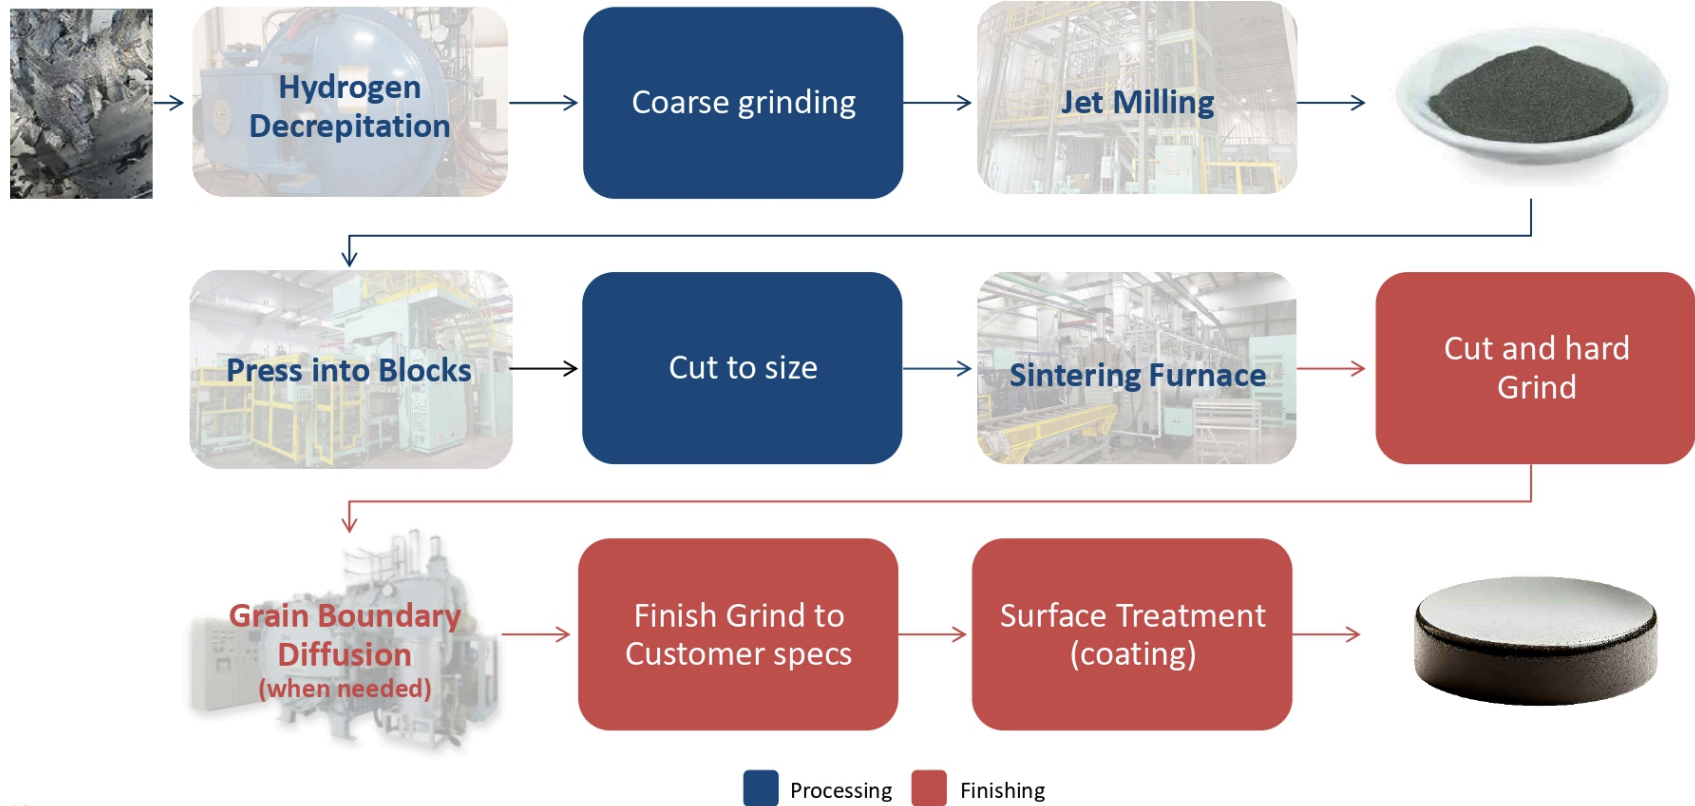 Hydrogen
Decrepitation
Coarse grinding
Jet Milling
Press into Blocks
Cut to size
Sintering Furnace
Cut and hard
Grind
Grain Boundary
Diffusion
(when needed)
Finish Grind to
Customer specs
Surface Treatment
(coating)
Processing
Finishing